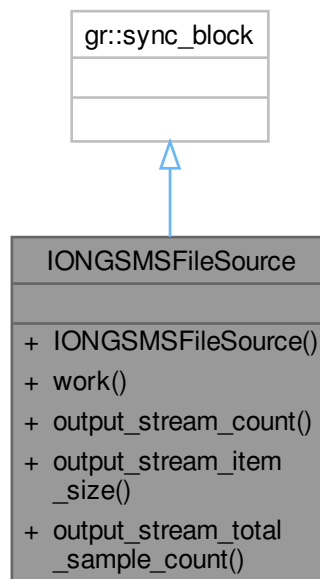 gr::sync_block
IONGSMSFileSource
+ IONGSMSFileSource()
+ work()
+ output_stream_count()
+ output_stream_item
_size()
+ output_stream_total
_sample_count()